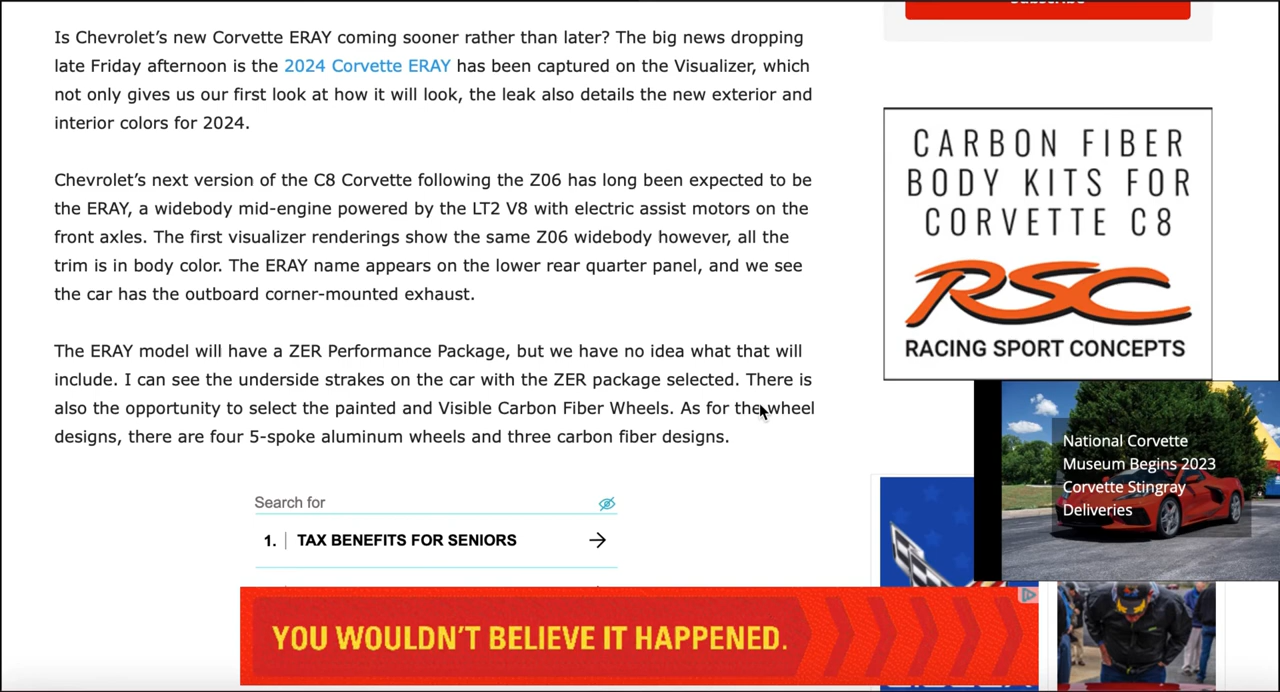 Is Chevrolet’s new Corvette ERAY coming sooner rather than later? The big news dropping
late Friday afternoon is the 2024 Corvette ERAY has been captured on the Visualizer, which
not only gives us our first look at how it will look, the leak also details the new exterior and
interior colors for 2024.
Chevrolet’s next version of the C8 Corvette following the Z06 has long been expected to be
the ERAY, a widebody mid-engine powered by the LT2 V8 with electric assist motors on the
front axles. The first visualizer renderings show the same Z06 widebody however, all the
trim is in body color. The ERAY name appears on the lower rear quarter panel, and we see
the car has the outboard corner-mounted exhaust.
The ERAY model will have a ZER Performance Package, but we have no idea what that will
include. I can see the underside strakes on the car with the ZER package selected. There is
also the opportunity to select the painted and Visible Carbon Fiber Wheels. As for the wheel
designs, there are four 5-spoke aluminum wheels and three carbon fiber designs.
Search for
1. TAX BENEFITS FOR SENIORS
YOU WOULDN’T BELIEVE IT HAPPENED.
Subscribe
CARBON FIBER
BODY KITS FOR
CORVETTE C8
RSC
RACING SPORT CONCEPTS
National Corvette
Museum Begins 2023
Corvette Stingray
Deliveries